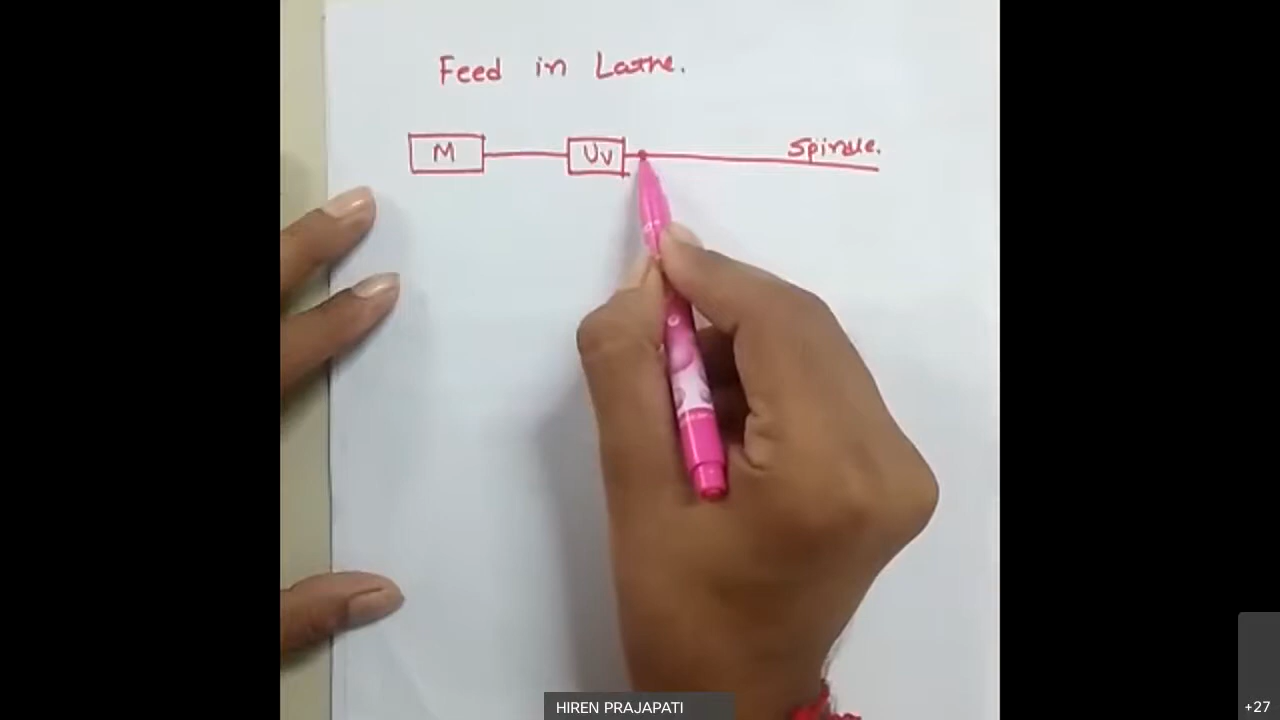 Feed in Lathe.
M
Uv
Spindle.
HIREN PRAJAPATI
+27